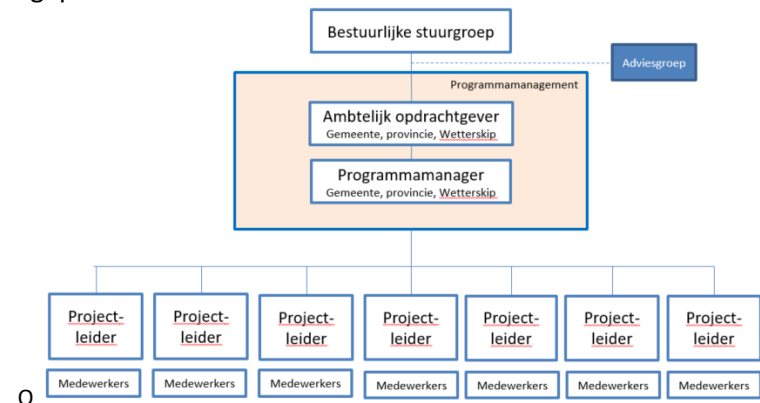 Bestuurlijke stuurgroep
Adviesgroep
Programmamanagement
Ambtelijk opdrachtgever
Gemeente, provincie, Wetterskip
Programmamanager
Gemeente, provincie, Wetterskip
Project-
leider
Project-
leider
Project-
leider
Project-
leider
Project-
leider
Project-
leider
Project-
leider
Medewerkers
Medewerkers
Medewerkers
Medewerkers
Medewerkers
Medewerkers
Medewerkers